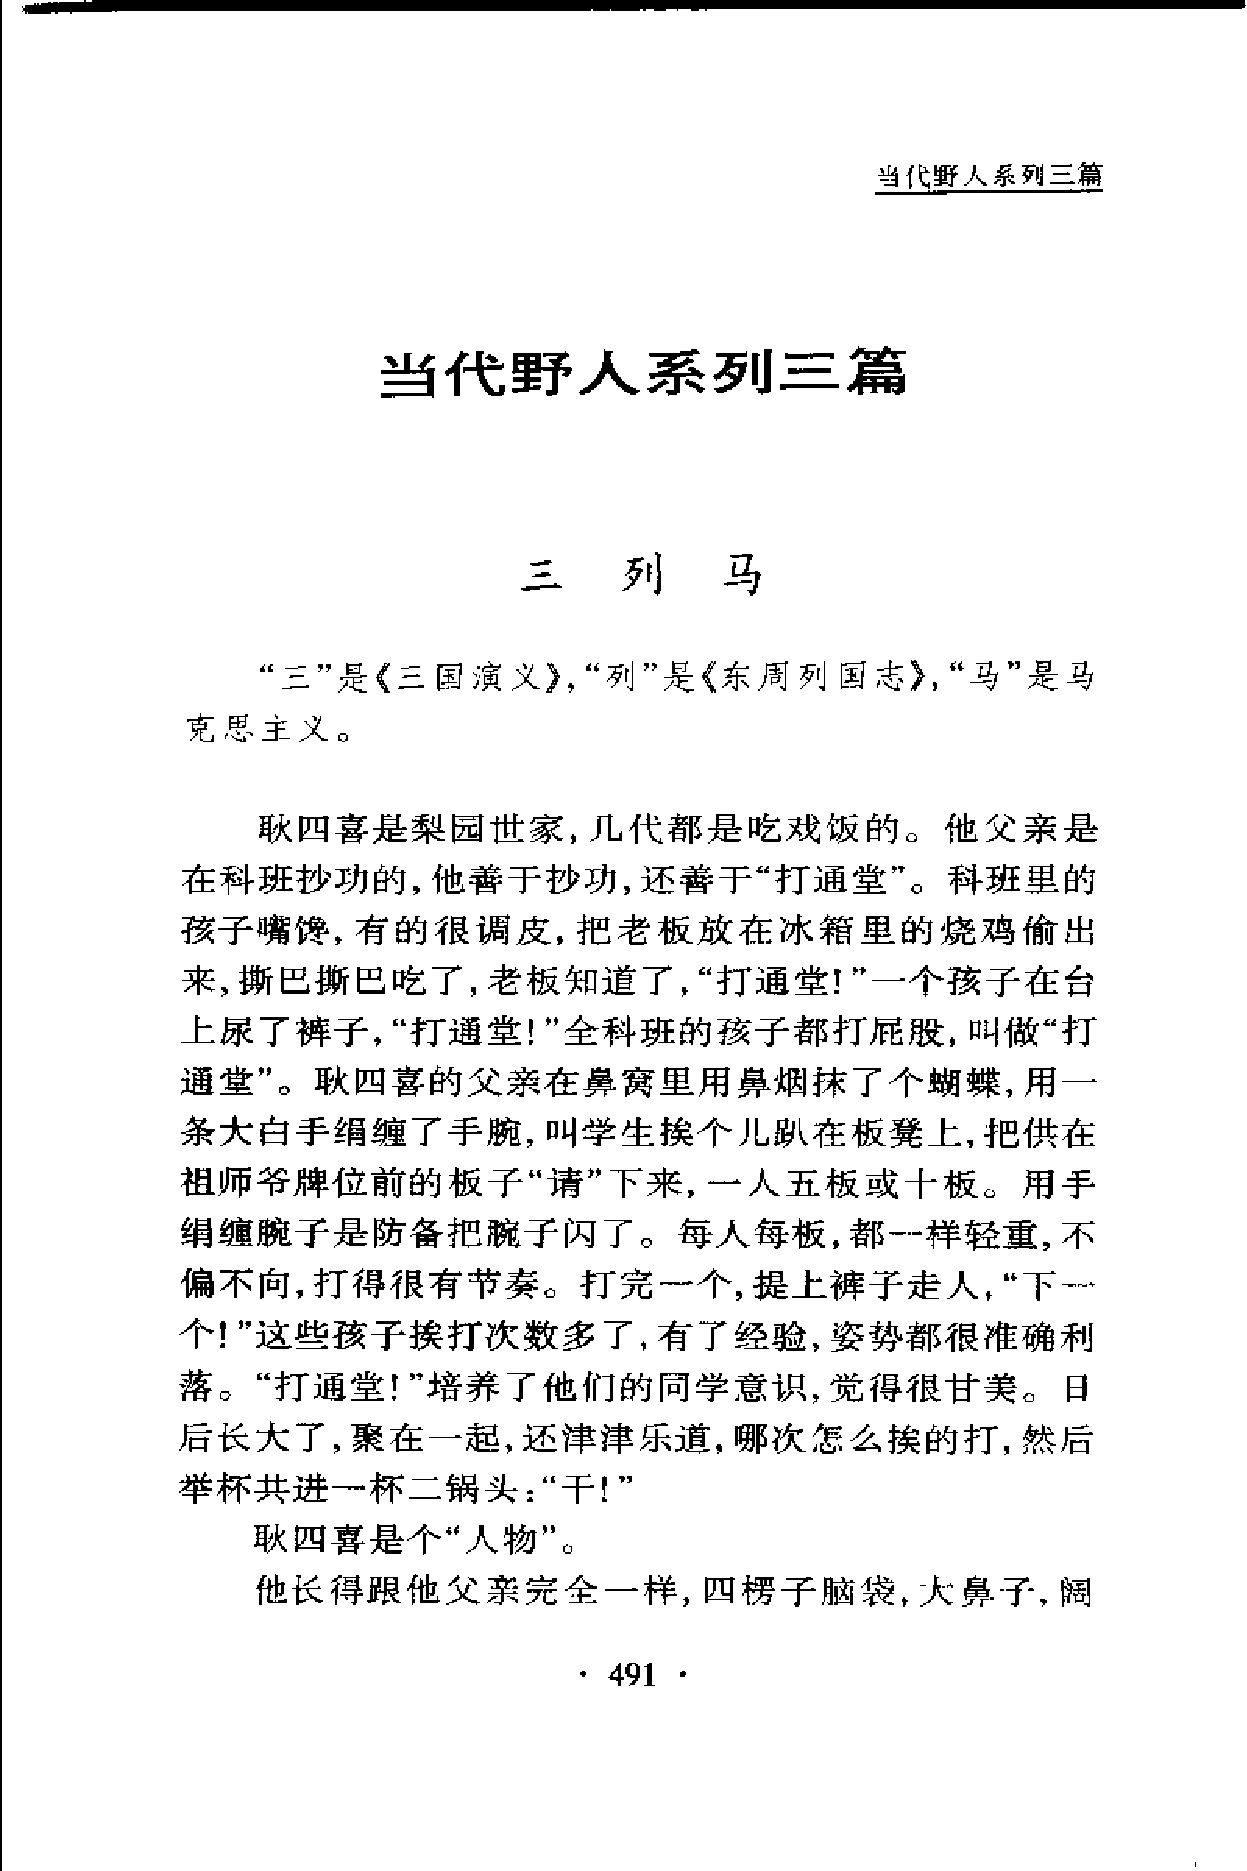 当代野人系列三篇
当代野人系列三篇
三 列 马
“三”是《三国演义》,“列”是《东周列国志》,“马”是马
克思主义。
耿四喜是梨园世家,几代都是吃戏饭的。他父亲是
在科班抄功的,他善于抄功,还善于“打通堂”。科班里的
孩子嘴馋,有的很调皮,把老板放在冰箱里的烧鸡偷出
来,撕巴撕巴吃了,老板知道了,“打通堂!”一个孩子在台
上尿了裤子,“打通堂!”全科班的孩子都打屁股,叫做“打
通堂”。耿四喜的父亲在鼻窝里用鼻烟抹了个蝴蝶,用一
条大白手绢缠了手腕,叫学生挨个儿趴在板凳上,把供在
祖师爷牌位前的板子“请”下来,一人五板或十板。用手
绢缠腕子是防备把腕子闪了。每人每板,都一样轻重,不
偏不向,打得很有节奏。打完一个,提上裤子走人,“下一
个!”这些孩子挨打次数多了,有了经验,姿势都很准确利
落。“打通堂!”培养了他们的同学意识,觉得很甘美。日
后长大了,聚在一起,还津津乐道,哪次怎么挨的打,然后
举杯共进一杯二锅头:“干!”
耿四喜是个“人物”。
他长得跟他父亲完全一样,四楞子脑袋,大鼻子,阔
· 491 ·